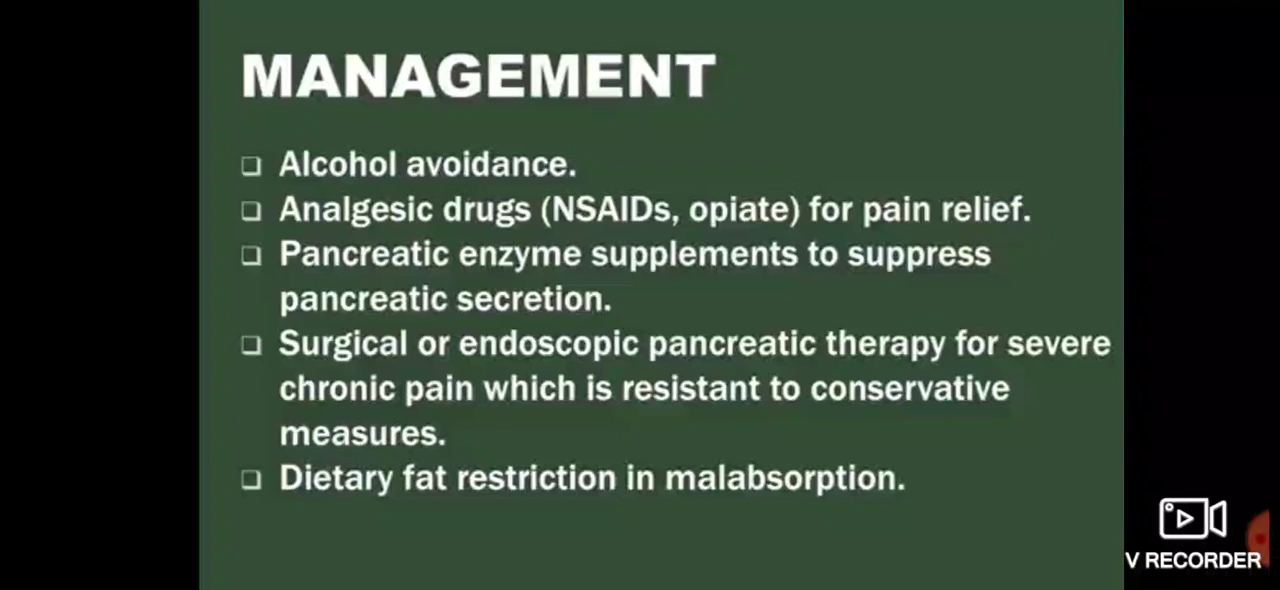 MANAGEMENT
❑ Alcohol avoidance.
❑ Analgesic drugs (NSAIDs, opiate) for pain relief.
❑ Pancreatic enzyme supplements to suppress
pancreatic secretion.
❑ Surgical or endoscopic pancreatic therapy for severe
chronic pain which is resistant to conservative
measures.
❑ Dietary fat restriction in malabsorption.
V RECORDER